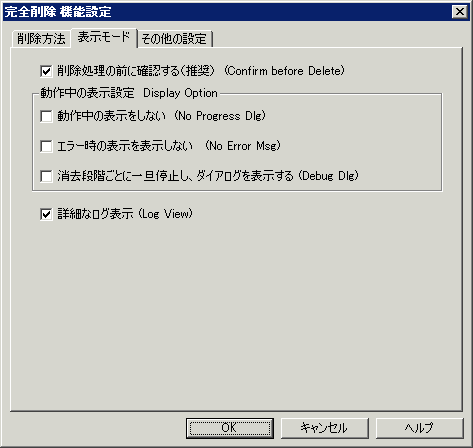 完全削除 機能設定
削除方法 表示モード その他の設定
削除処理の前に確認する(推奨) (Confirm before Delete)
動作中の表示設定 Display Option
動作中の表示をしない (No Progress Dlg)
エラー時の表示を表示しない (No Error Msg)
消去段階ごとに一旦停止し、ダイアログを表示する (Debug Dlg)
詳細なログ表示 (Log View)
OK キャンセル ヘルプ